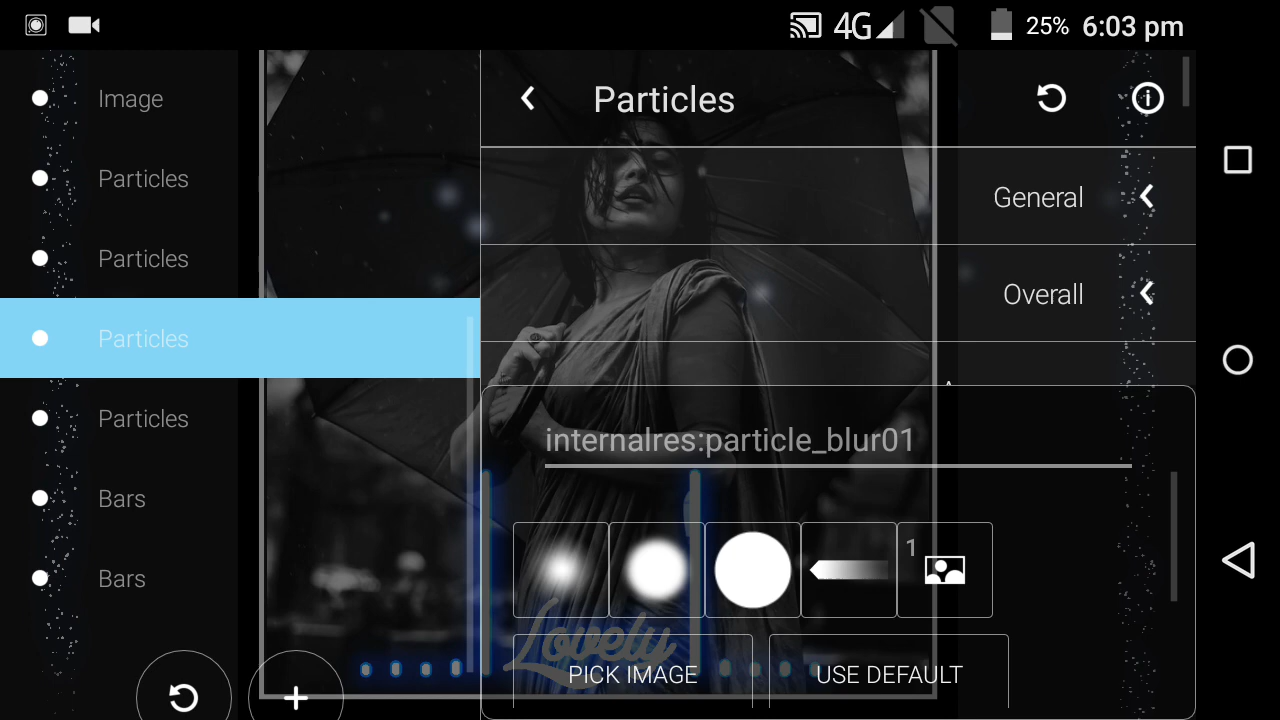 4G 25% 6:03 pm
Image
Particles
Particles
Particles
Particles
Bars
Bars
Particles
General
Overall
internalres:particle_blur01
1
Lovely
PICK IMAGE
USE DEFAULT